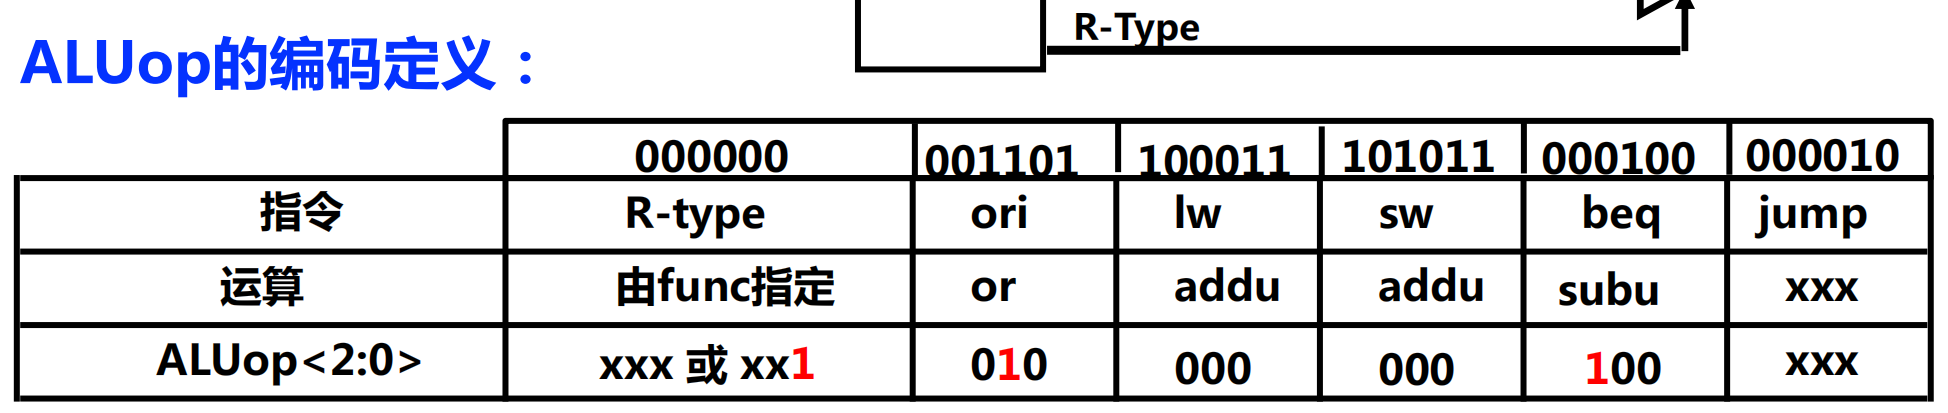 R-Type
ALUop的编码定义：
000000 001101 100011 101011 000100 000010
指令 R-type ori lw sw beq jump
运算 由func指定 or addu addu subu xxx
ALUop<2:0> xxx 或 xx1 010 000 000 100 xxx